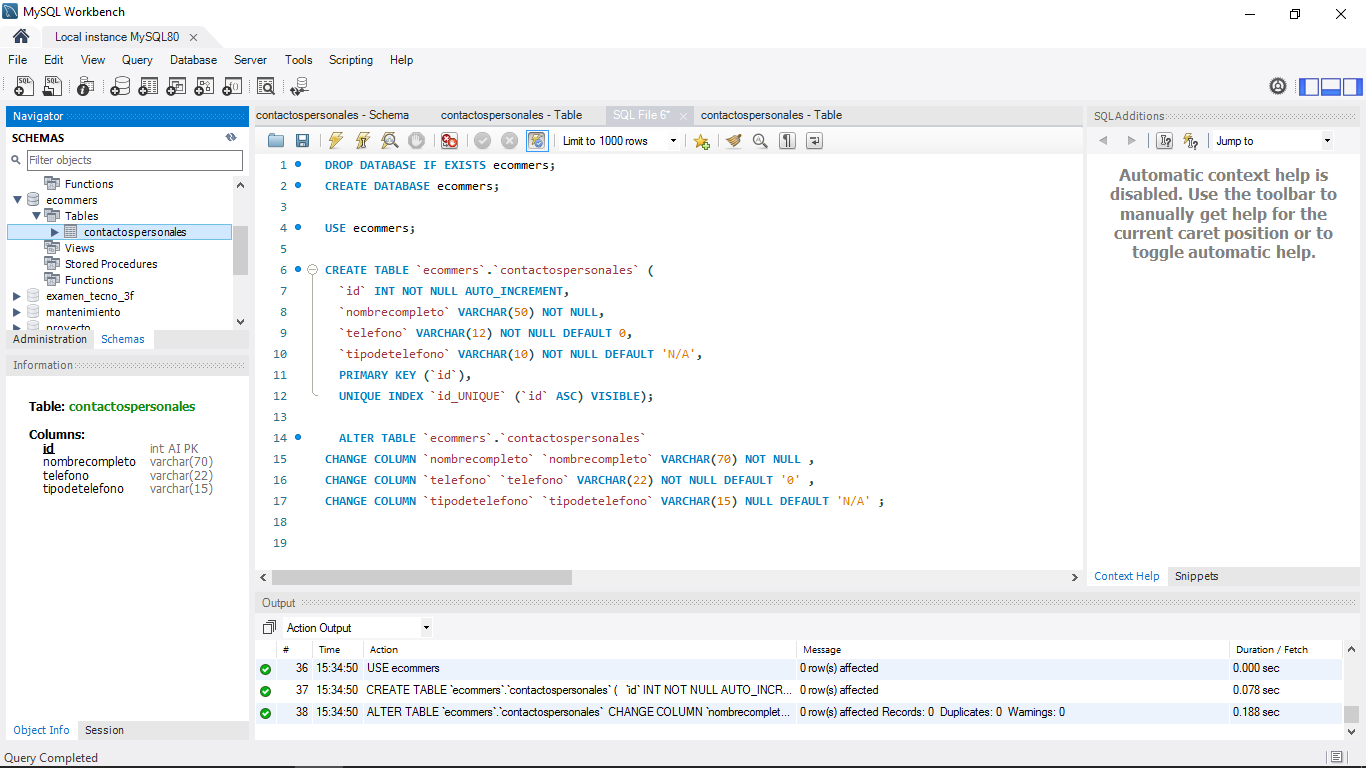 MySQL Workbench
Local instance MySQL80
File Edit View Query Database Server Tools Scripting Help
Navigator
SCHEMAS
Filter objects
Functions
ecommers
Tables
contactospersonales
Views
Stored Procedures
Functions
examen_tecno_3f
mantenimiento
proyecto
Administration Schemas
Information
Table: contactospersonales
Columns:
id int AI PK
nombrecompleto varchar(70)
telefono varchar(22)
tipodetelefono varchar(15)
Object Info Session
contactospersonales - Schema contactospersonales - Table SQL File 6* contactospersonales - Table
Limit to 1000 rows
1 DROP DATABASE IF EXISTS ecommers;
2 CREATE DATABASE ecommers;
3
4 USE ecommers;
5
6 CREATE TABLE `ecommers`.`contactospersonales` (
7 `id` INT NOT NULL AUTO_INCREMENT,
8 `nombrecompleto` VARCHAR(50) NOT NULL,
9 `telefono` VARCHAR(12) NOT NULL DEFAULT 0,
10 `tipodetelefono` VARCHAR(10) NOT NULL DEFAULT 'N/A',
11 PRIMARY KEY (`id`),
12 UNIQUE INDEX `id_UNIQUE` (`id` ASC) VISIBLE);
13
14 ALTER TABLE `ecommers`.`contactospersonales`
15 CHANGE COLUMN `nombrecompleto` `nombrecompleto` VARCHAR(70) NOT NULL ,
16 CHANGE COLUMN `telefono` `telefono` VARCHAR(22) NOT NULL DEFAULT '0' ,
17 CHANGE COLUMN `tipodetelefono` `tipodetelefono` VARCHAR(15) NULL DEFAULT 'N/A' ;
18
19
SQLAdditions
Jump to
Automatic context help is
disabled. Use the toolbar to
manually get help for the
current caret position or to
toggle automatic help.
Context Help Snippets
Output
Action Output
# Time Action Message Duration / Fetch
36 15:34:50 USE ecommers 0 row(s) affected 0.000 sec
37 15:34:50 CREATE TABLE `ecommers`.`contactospersonales` ( `id` INT NOT NULL AUTO_INCR... 0 row(s) affected 0.078 sec
38 15:34:50 ALTER TABLE `ecommers`.`contactospersonales` CHANGE COLUMN `nombrecomplet... 0 row(s) affected Records: 0 Duplicates: 0 Warnings: 0 0.188 sec
Query Completed